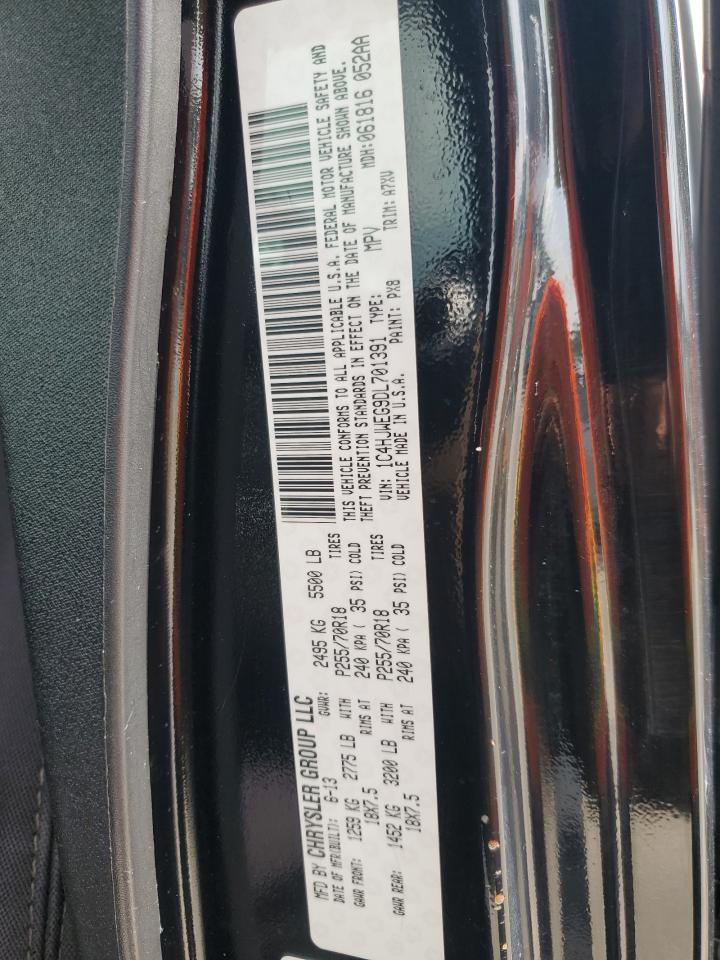 MFD BY CHRYSLER GROUP LLC
DATE OF MFR(BUILT): 6-13 GVWR: 2495 KG 5500 LB
GAWR FRONT: 1259 KG 2775 LB WITH P255/70R18 TIRES
18X7.5 RIMS AT 240 KPA ( 35 PSI) COLD
GAWR REAR: 1452 KG 3200 LB WITH P255/70R18 TIRES
18X7.5 RIMS AT 240 KPA ( 35 PSI) COLD
THIS VEHICLE CONFORMS TO ALL APPLICABLE U.S.A. FEDERAL MOTOR VEHICLE SAFETY AND
THEFT PREVENTION STANDARDS IN EFFECT ON THE DATE OF MANUFACTURE SHOWN ABOVE.
VIN: 1C4HJWEG9DL701391 TYPE: MPV MDH:061816 052AA
VEHICLE MADE IN U.S.A. PAINT: PX8 TRIM: A7XV